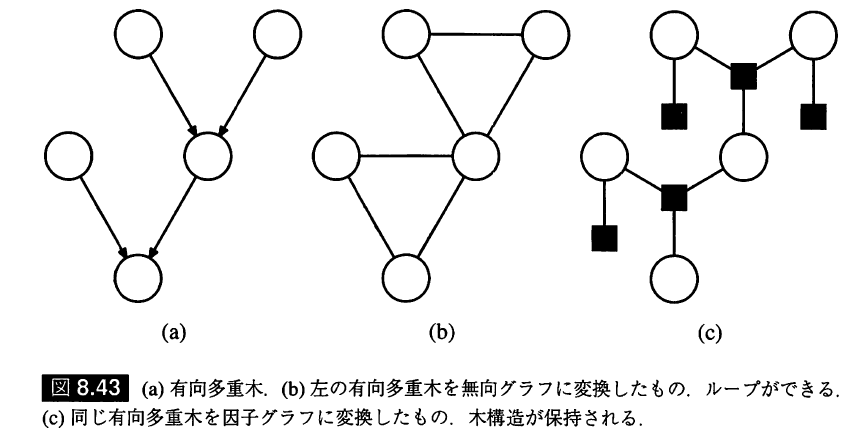 (a)
(b)
(c)
図 8.43 (a) 有向多重木．(b) 左の有向多重木を無向グラフに変換したもの．ループができる．
(c) 同じ有向多重木を因子グラフに変換したもの．木構造が保持される．